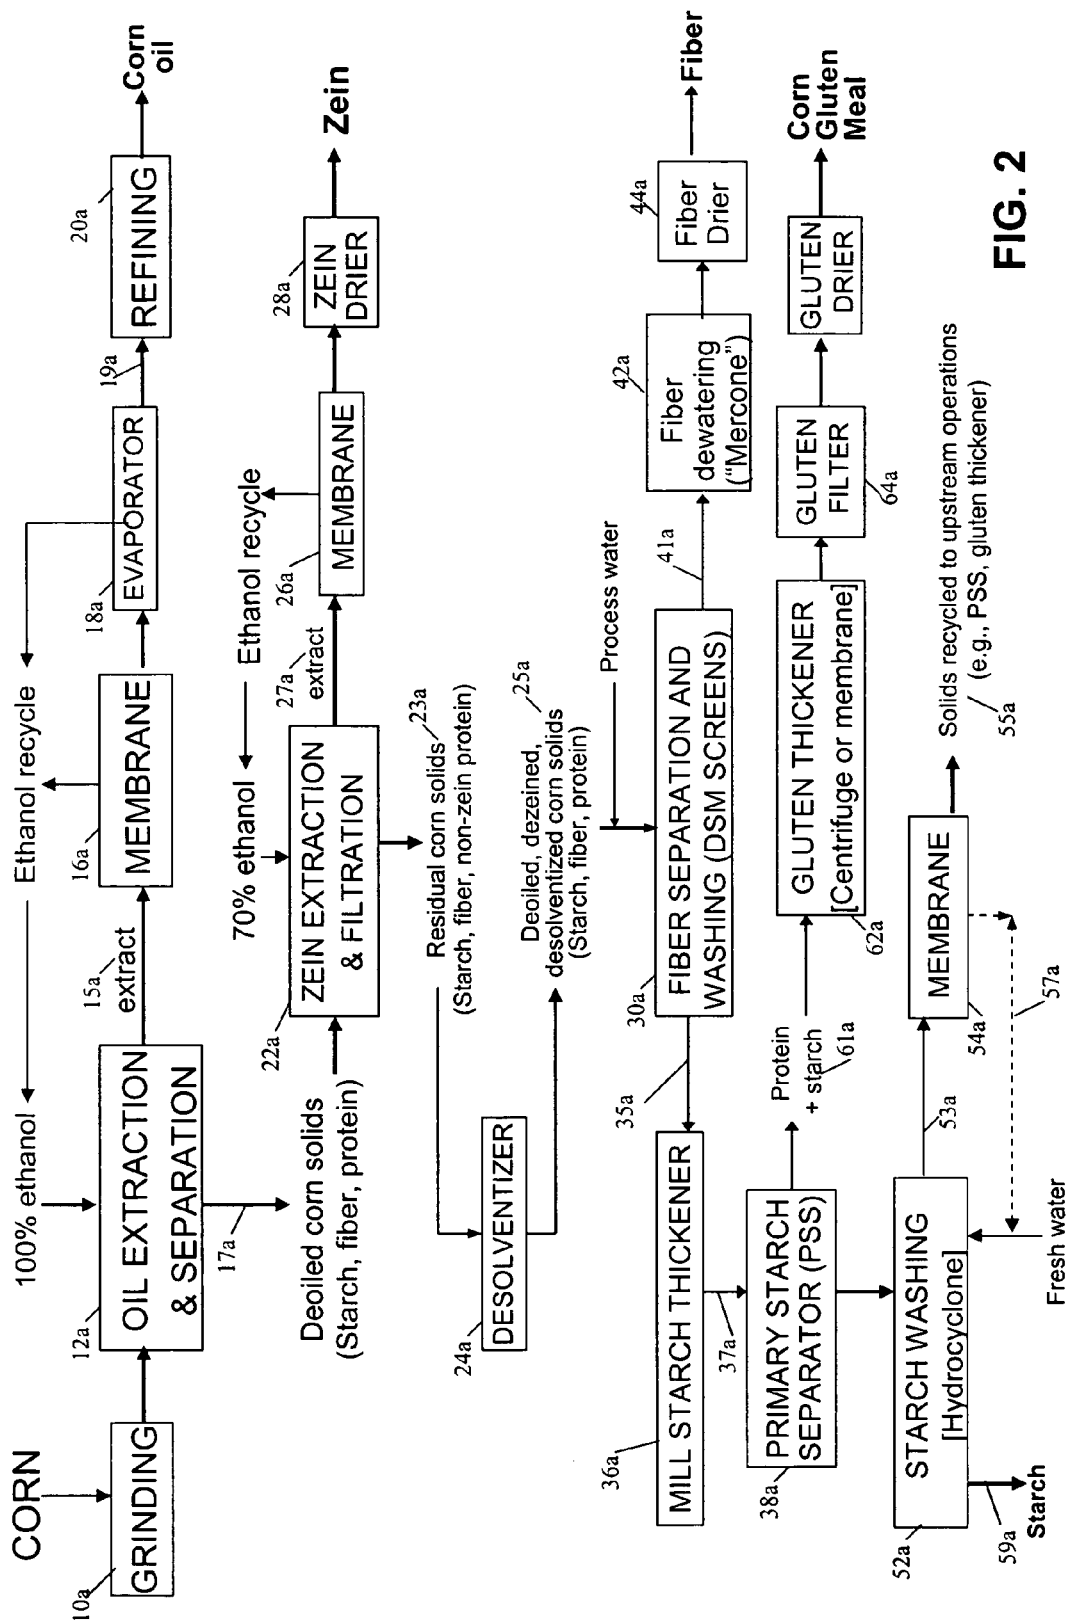 CORN
10a
GRINDING
100% ethanol
Ethanol recycle
12a
OIL EXTRACTION
& SEPARATION
15a
extract
16a
MEMBRANE
18a
EVAPORATOR
19a
20a
REFINING
Corn
oil
17a
Deoiled corn solids
(Starch, fiber, protein)
70% ethanol
Ethanol recycle
22a
ZEIN EXTRACTION
& FILTRATION
27a
extract
26a
MEMBRANE
28a
ZEIN
DRIER
Zein
23a
Residual corn solids
(Starch, fiber, non-zein protein)
24a
DESOLVENTIZER
25a
Deoiled, dezeined,
desolventized corn solids
(Starch, fiber, protein)
Process water
30a
FIBER SEPARATION AND
WASHING (DSM SCREENS)
41a
42a
Fiber
dewatering
("Mercone")
44a
Fiber
Drier
Fiber
35a
36a
MILL STARCH THICKENER
37a
38a
PRIMARY STARCH
SEPARATOR (PSS)
Protein
+ starch
61a
62a
GLUTEN THICKENER
[Centrifuge or membrane]
GLUTEN
FILTER
64a
GLUTEN
DRIER
Corn
Gluten
Meal
52a
STARCH WASHING
[Hydrocyclone]
53a
54a
MEMBRANE
Solids recycled to upstream operations
(e.g., PSS, gluten thickener)
55a
57a
Fresh water
59a
Starch
FIG. 2